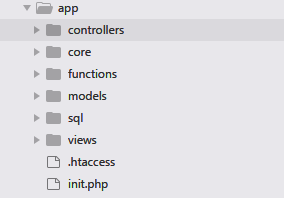 app
controllers
core
functions
models
sql
views
.htaccess
init.php